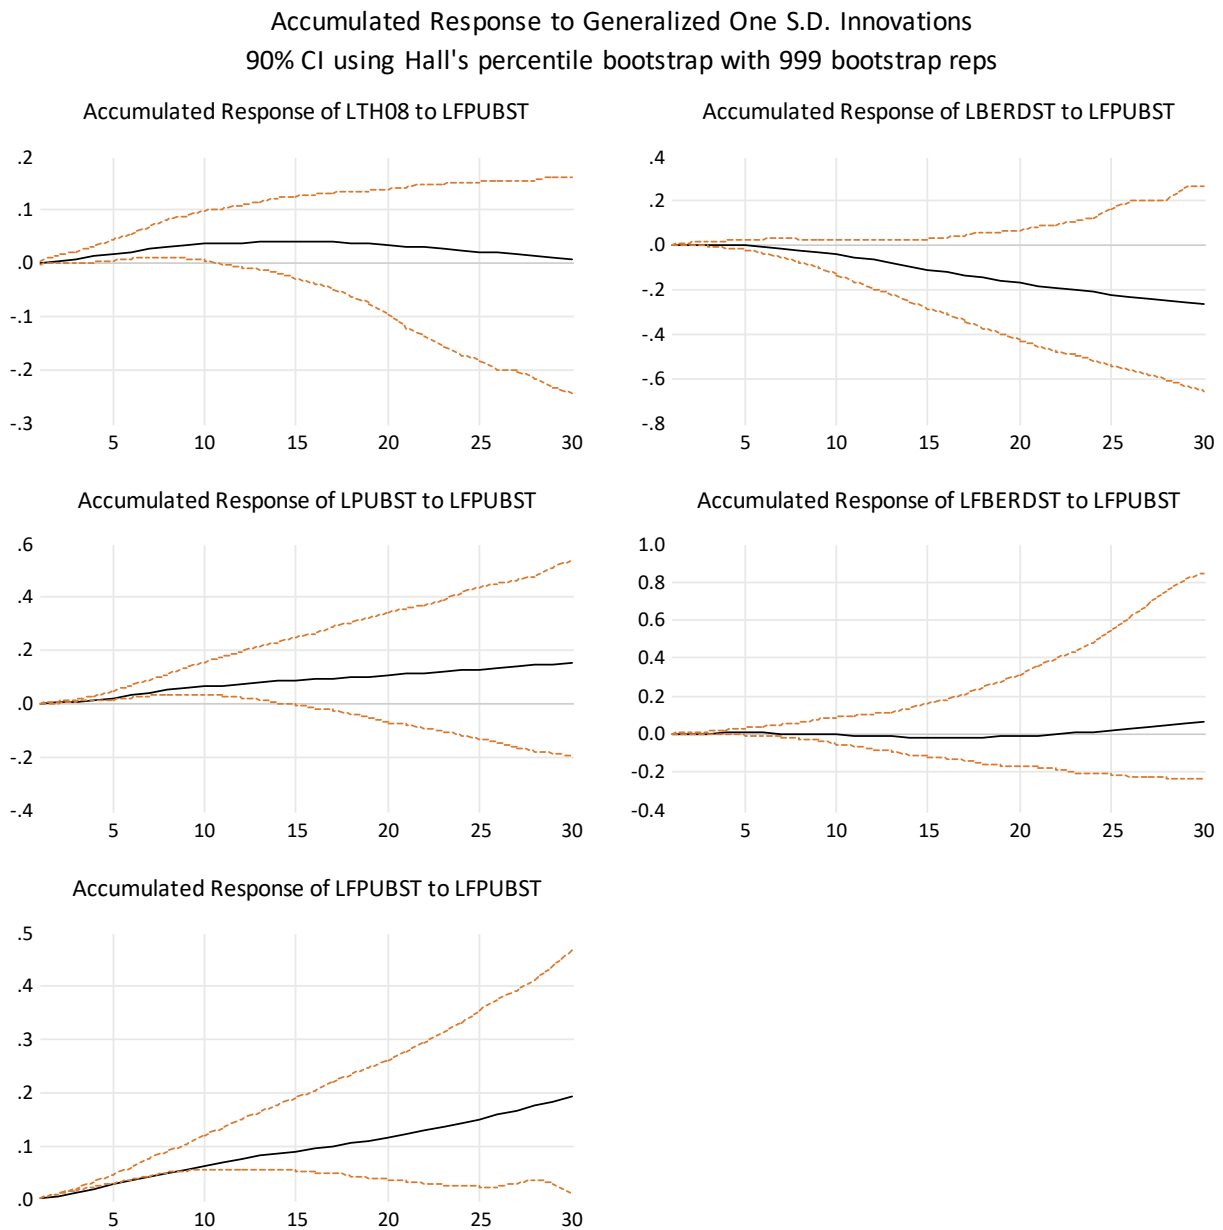 Accumulated Response to Generalized One S.D. Innovations
90% CI using Hall's percentile bootstrap with 999 bootstrap reps
Accumulated Response of LTH08 to LFPUBST
.2
.1
.0
-.1
-.2
-.3
5 10 15 20 25 30
Accumulated Response of LBERDST to LFPUBST
.4
.2
.0
-.2
-.4
-.6
-.8
5 10 15 20 25 30
Accumulated Response of LPUBST to LFPUBST
.6
.4
.2
.0
-.2
-.4
5 10 15 20 25 30
Accumulated Response of LFBERDST to LFPUBST
1.0
0.8
0.6
0.4
0.2
0.0
-0.2
-0.4
5 10 15 20 25 30
Accumulated Response of LFPUBST to LFPUBST
.5
.4
.3
.2
.1
.0
5 10 15 20 25 30